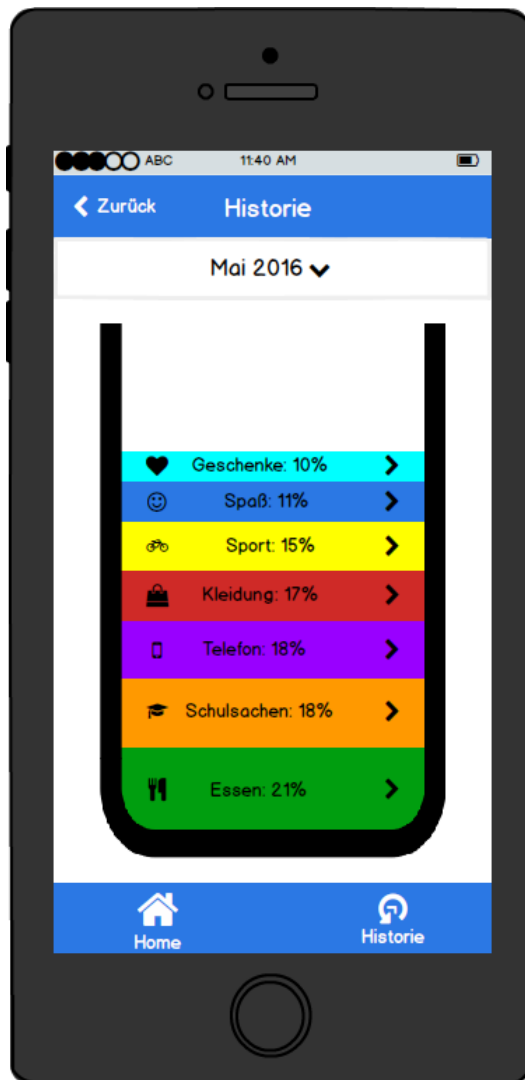 ABC 11:40 AM
Zurück Historie
Mai 2016
Geschenke: 10%
Spaß: 11%
Sport: 15%
Kleidung: 17%
Telefon: 18%
Schulsachen: 18%
Essen: 21%
Home Historie